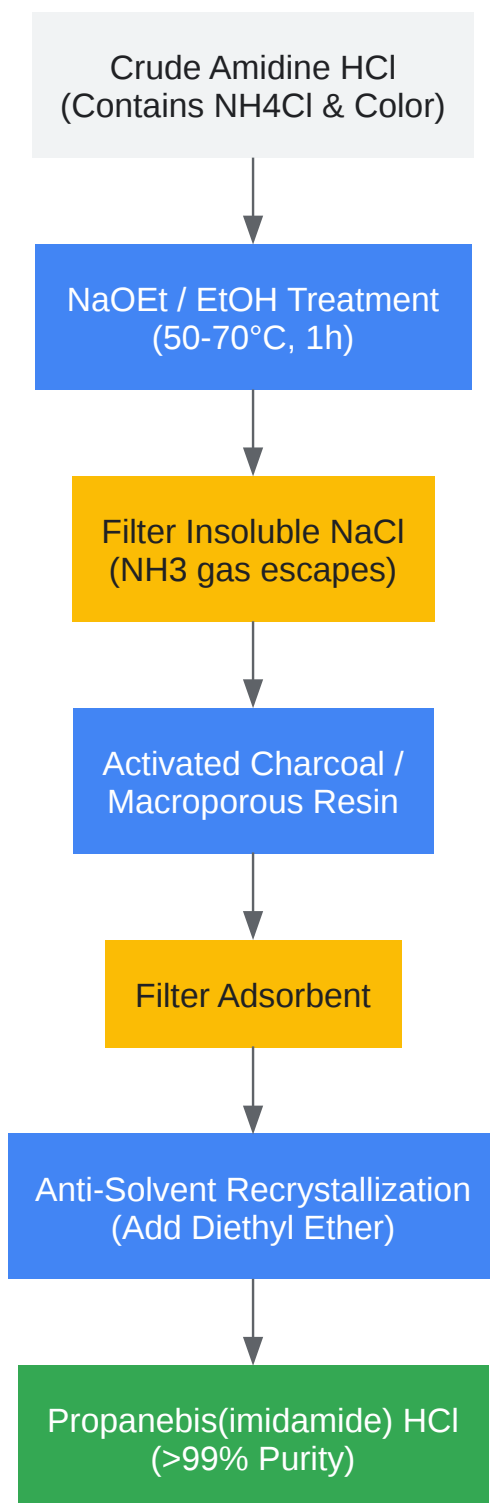 Crude Amidine HCl
(Contains NH4Cl & Color)
NaOEt / EtOH Treatment
(50-70°C, 1h)
Filter Insoluble NaCl
(NH3 gas escapes)
Activated Charcoal /
Macroporous Resin
Filter Adsorbent
Anti-Solvent Recrystallization
(Add Diethyl Ether)
Propanebis(imidamide) HCl
(>99% Purity)